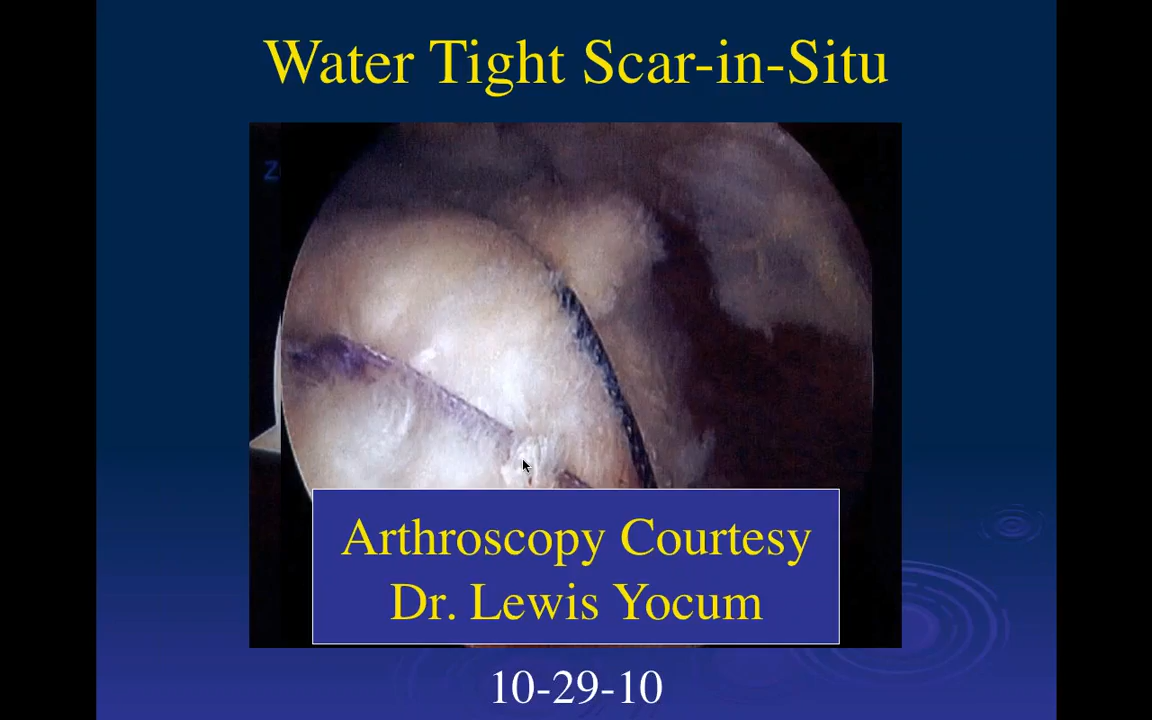 Water Tight Scar-in-Situ
Z
Arthroscopy Courtesy
Dr. Lewis Yocum
10-29-10